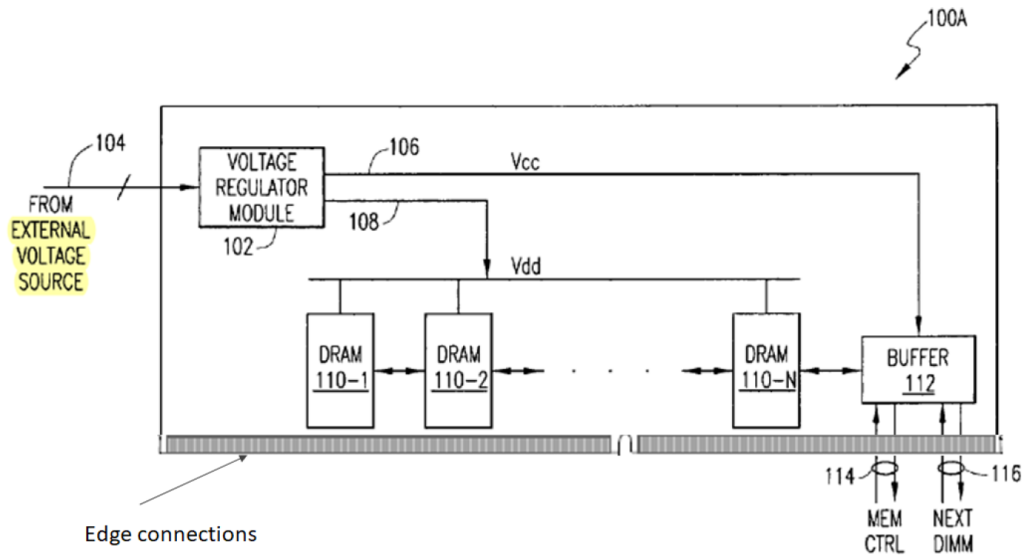 100A
104
FROM
EXTERNAL
VOLTAGE
SOURCE
VOLTAGE
REGULATOR
MODULE
102
106
Vcc
108
Vdd
DRAM
110-1
DRAM
110-2
. . . .
DRAM
110-N
BUFFER
112
114
116
MEM
CTRL
NEXT
DIMM
Edge connections